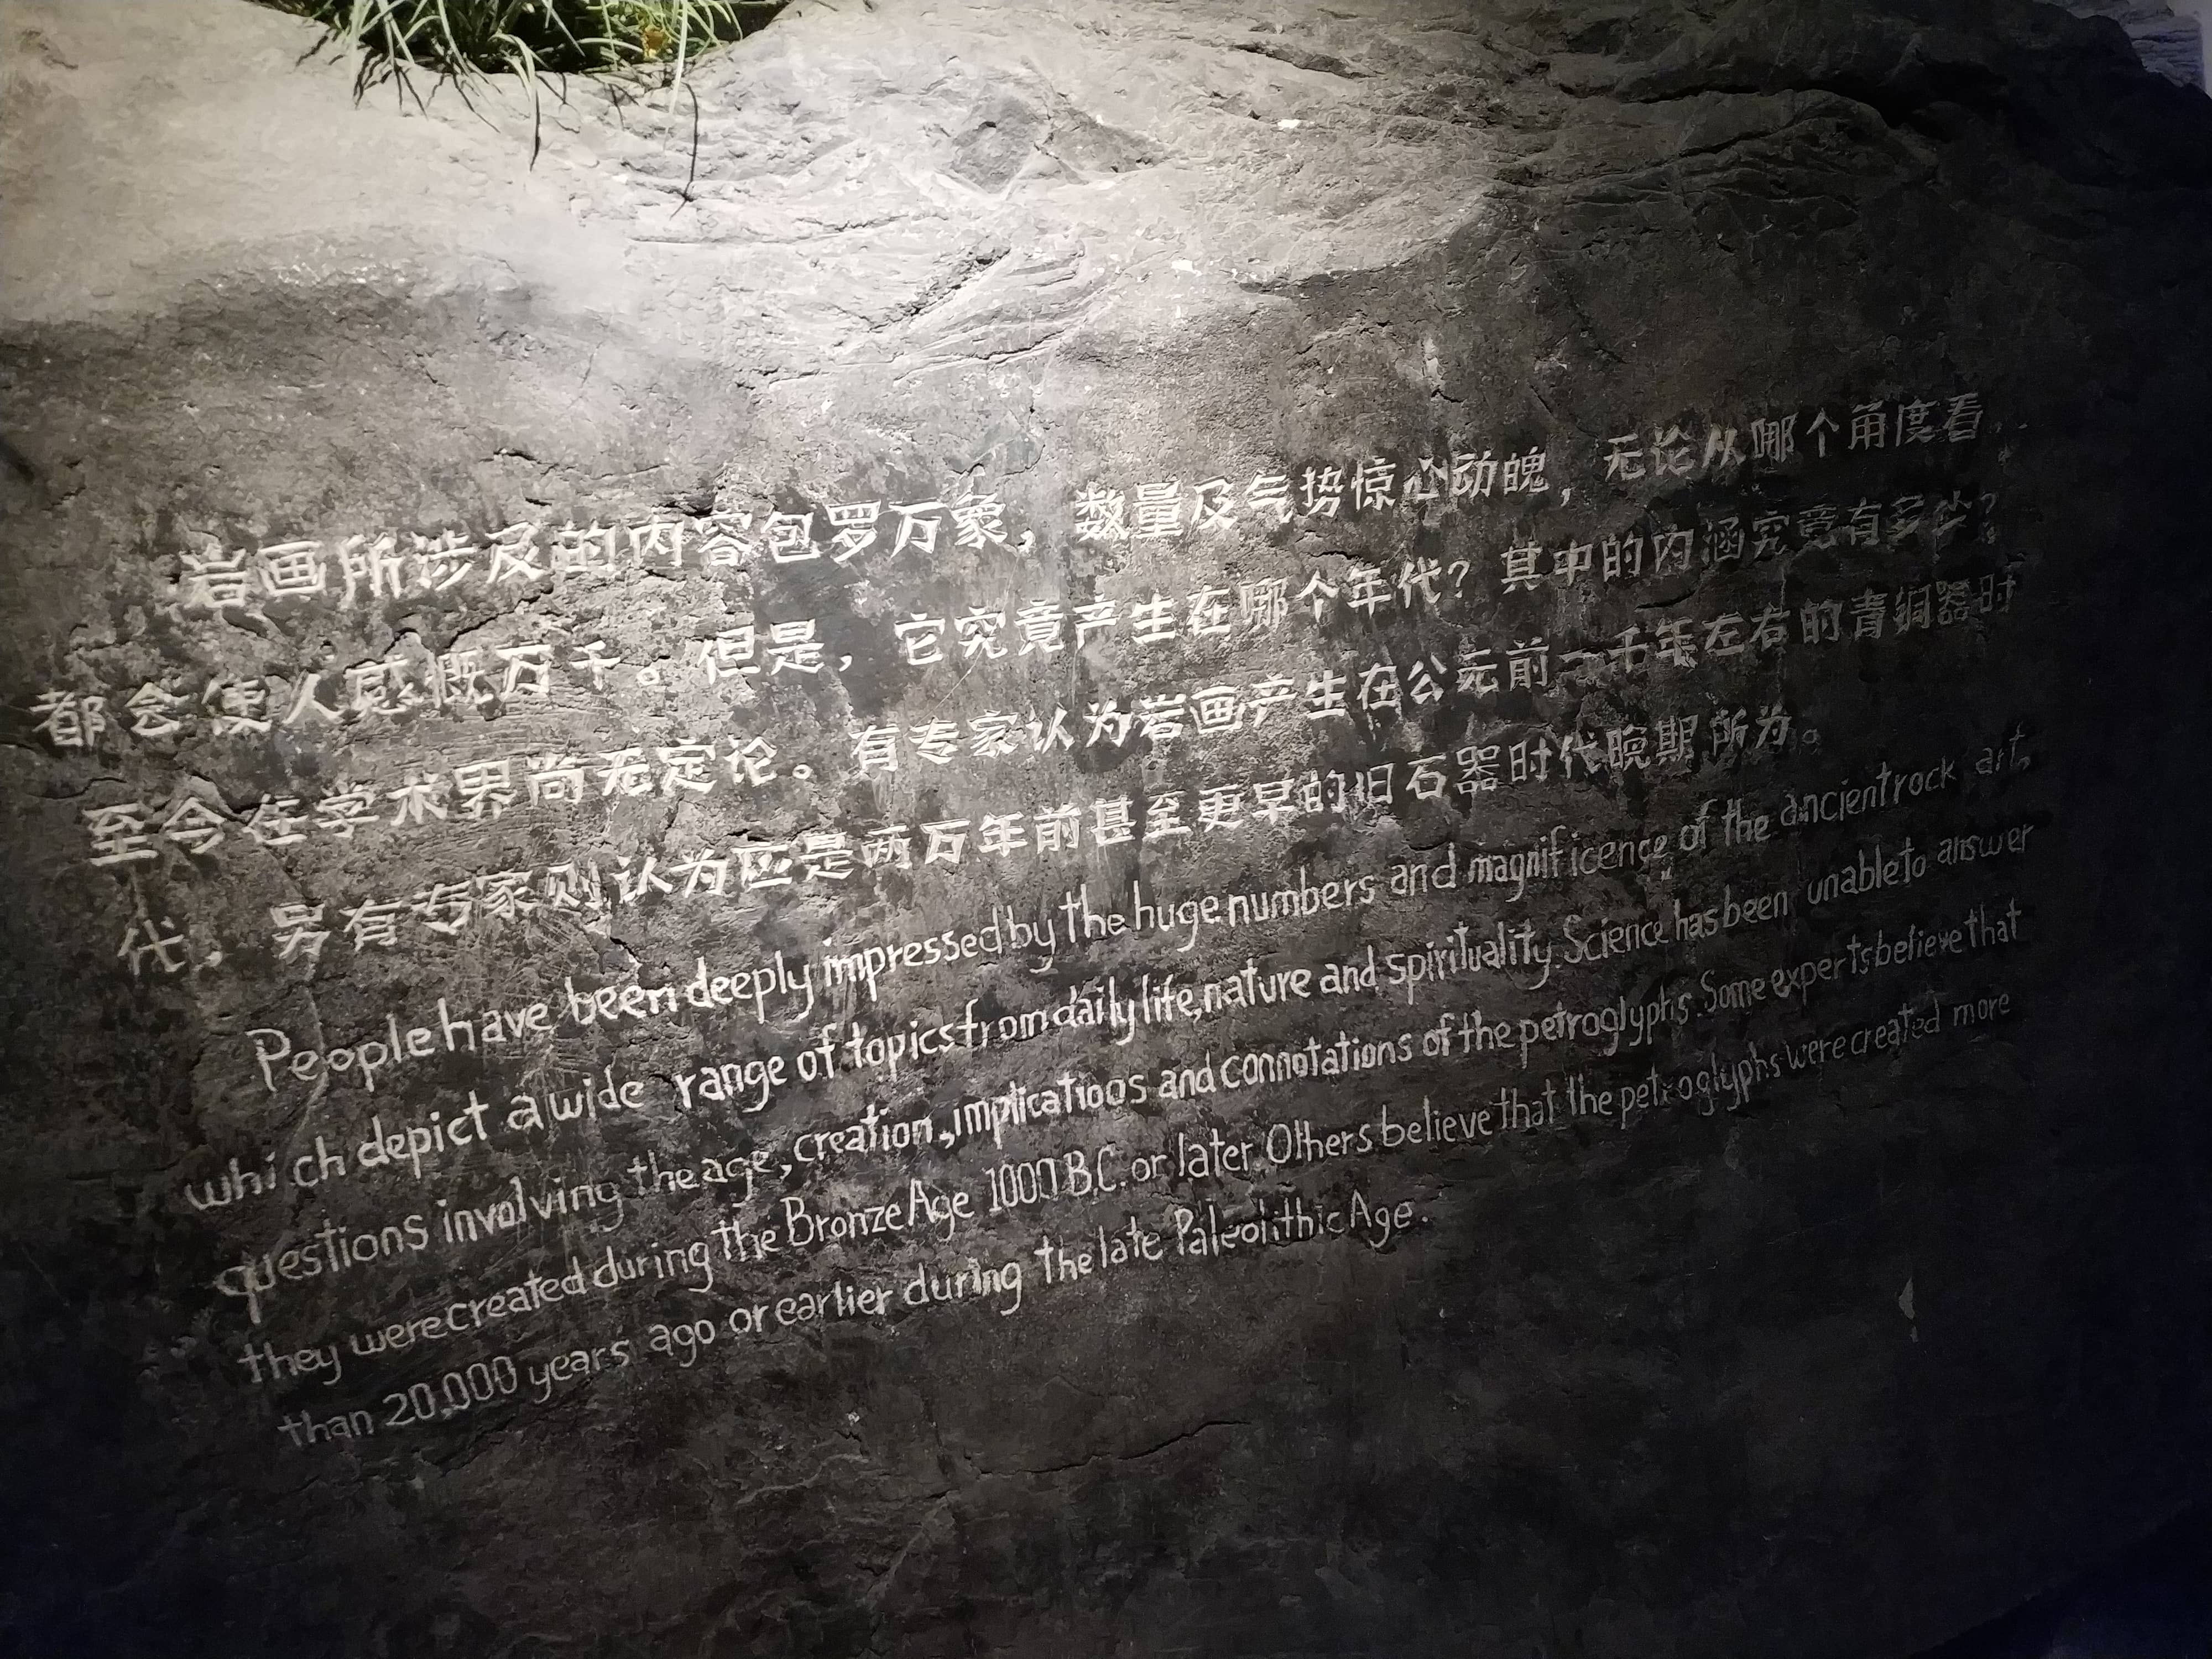 岩画所涉及的内容包罗万象，数量及气势惊心动魄，无论从哪个角度看
都会使人感慨万千。但是，它究竟产生在哪个年代？其中的内涵究竟有多少？
至今在学术界尚无定论。有专家认为岩画产生在公元前一千年左右的青铜器时
代，另有专家则认为应是两万年前甚至更早的旧石器时代晚期所为。
People have been deeply impressed by the huge numbers and magnificence of the ancient rock art,
which depict a wide range of topics from daily life, nature and spirituality. Science has been unable to answer
questions involving the age, creation, implicatioos and connotations of the petroglyphs. Some experts believe that
they were created during the Bronze Age 1000 B.C. or later. Others believe that the petroglyphs were created more
than 20,000 years ago or earlier during the late Paleolithic Age.